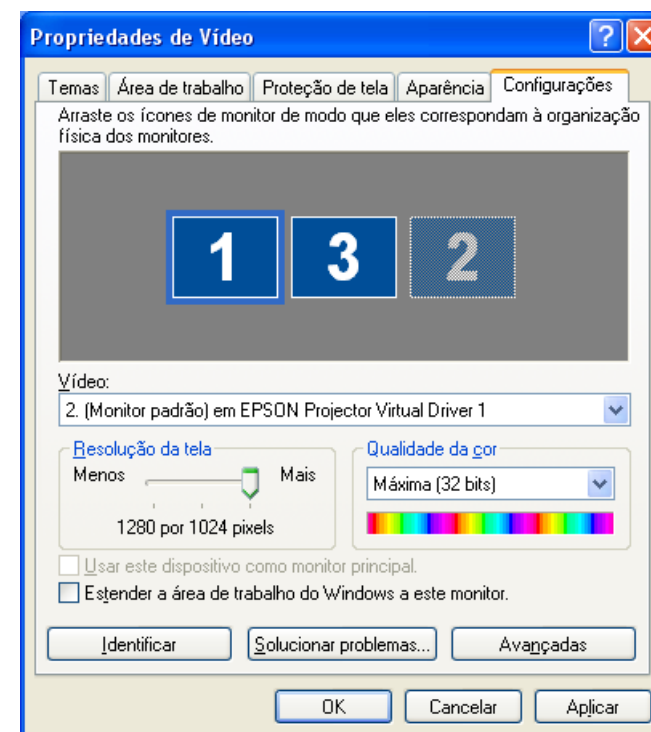 Propriedades de Vídeo
Temas Área de trabalho Proteção de tela Aparência Configurações
Arraste os ícones de monitor de modo que eles correspondam à organização
física dos monitores.
1 3 2
Vídeo:
2. (Monitor padrão) em EPSON Projector Virtual Driver 1
Resolução da tela
Menos Mais
1280 por 1024 pixels
Qualidade da cor
Máxima (32 bits)
Usar este dispositivo como monitor principal.
Estender a área de trabalho do Windows a este monitor.
Identificar Solucionar problemas... Avançadas
OK Cancelar Aplicar